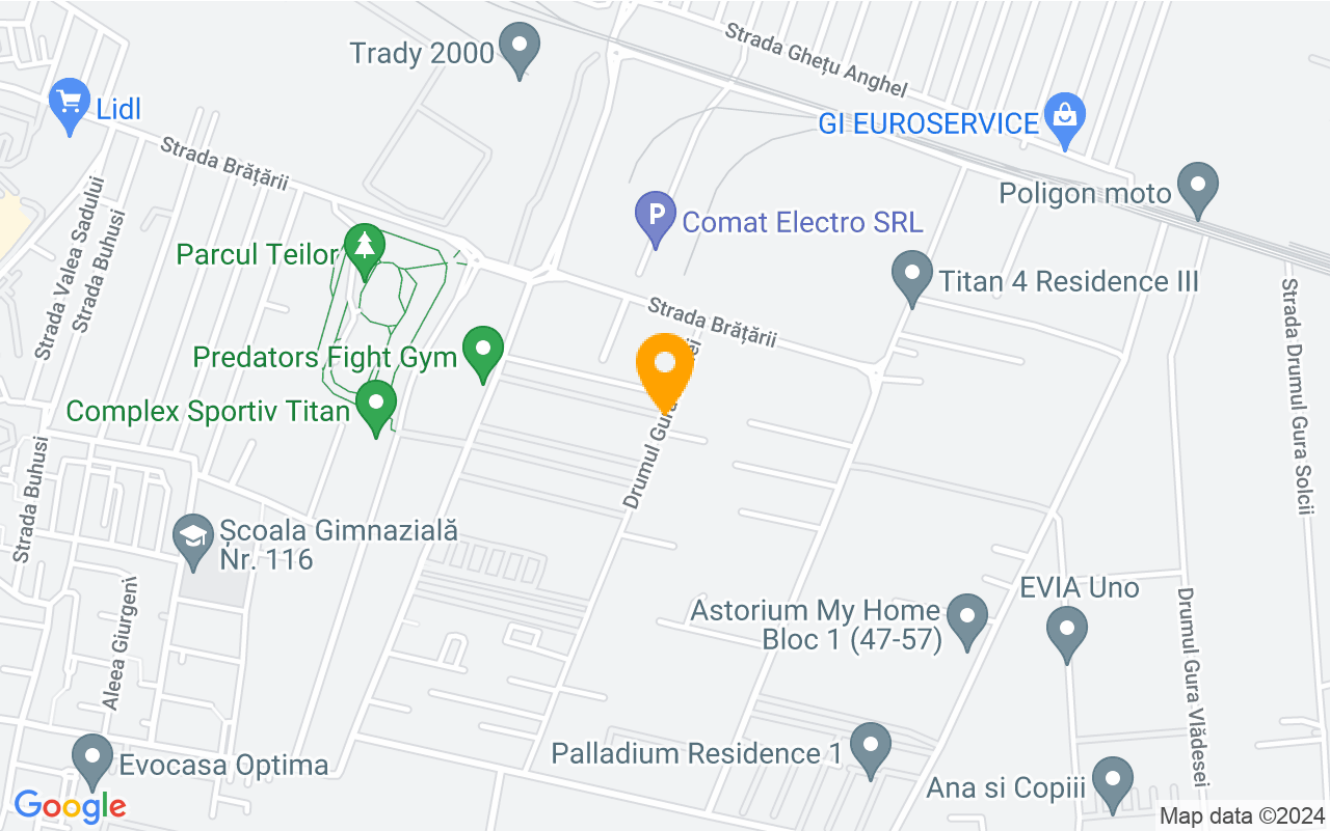 Trady 2000
Strada Ghețu Anghel
Lidl
GI EUROSERVICE
Strada Brățării
Poligon moto
Strada Valea Sadului
Strada Buhusi
P
Comat Electro SRL
Parcul Teilor
Titan 4 Residence III
Strada Brățării
Strada Drumul Gura Solcii
Predators Fight Gym
Complex Sportiv Titan
Drumul
Strada Buhusi
Școala Gimnazială
Nr. 116
EVIA Uno
Astorium My Home
Bloc 1 (47-57)
Aleea Giurgeni
Drumul Gura Vlădesei
Palladium Residence 1
Evocasa Optima
Ana si Copiii
Google
Map data ©2024